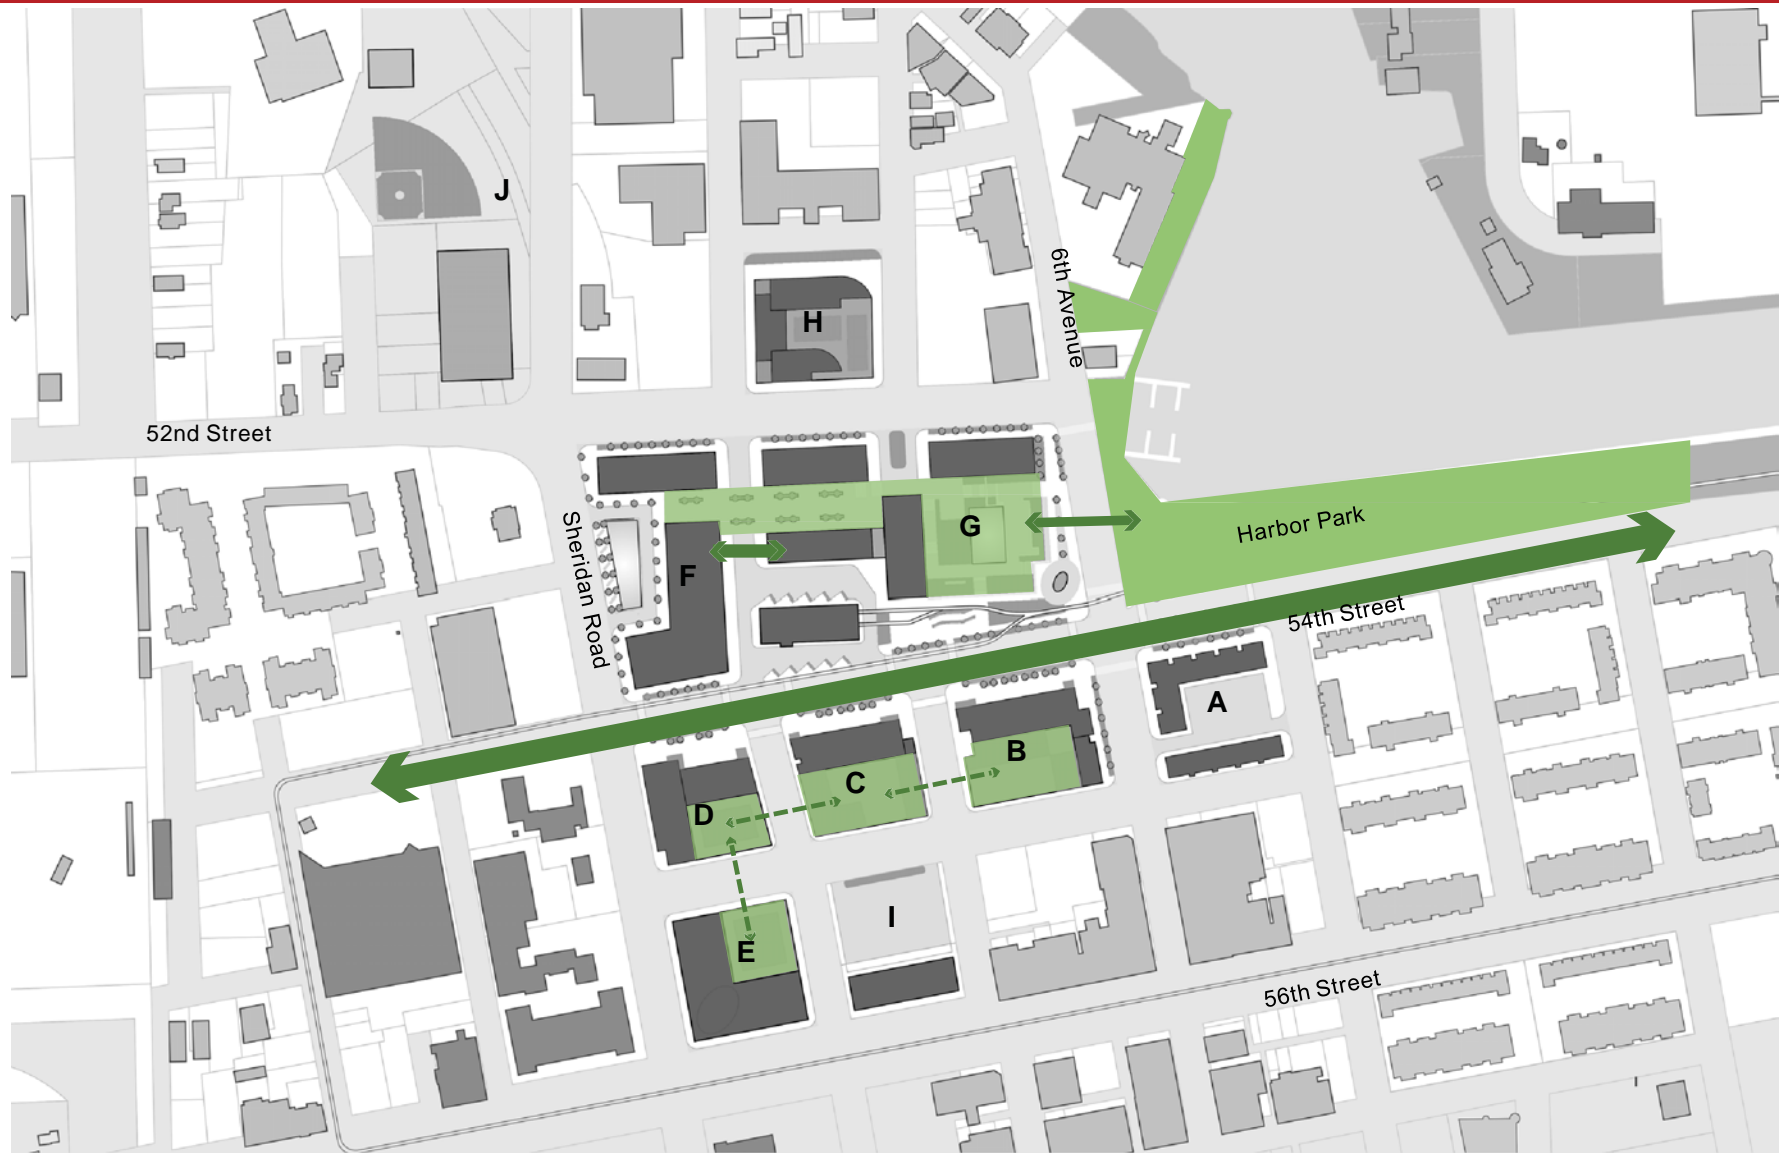 J
6th Avenue
H
52nd Street
Sheridan Road
G
Harbor Park
F
54th Street
A
B
C
D
I
E
56th Street